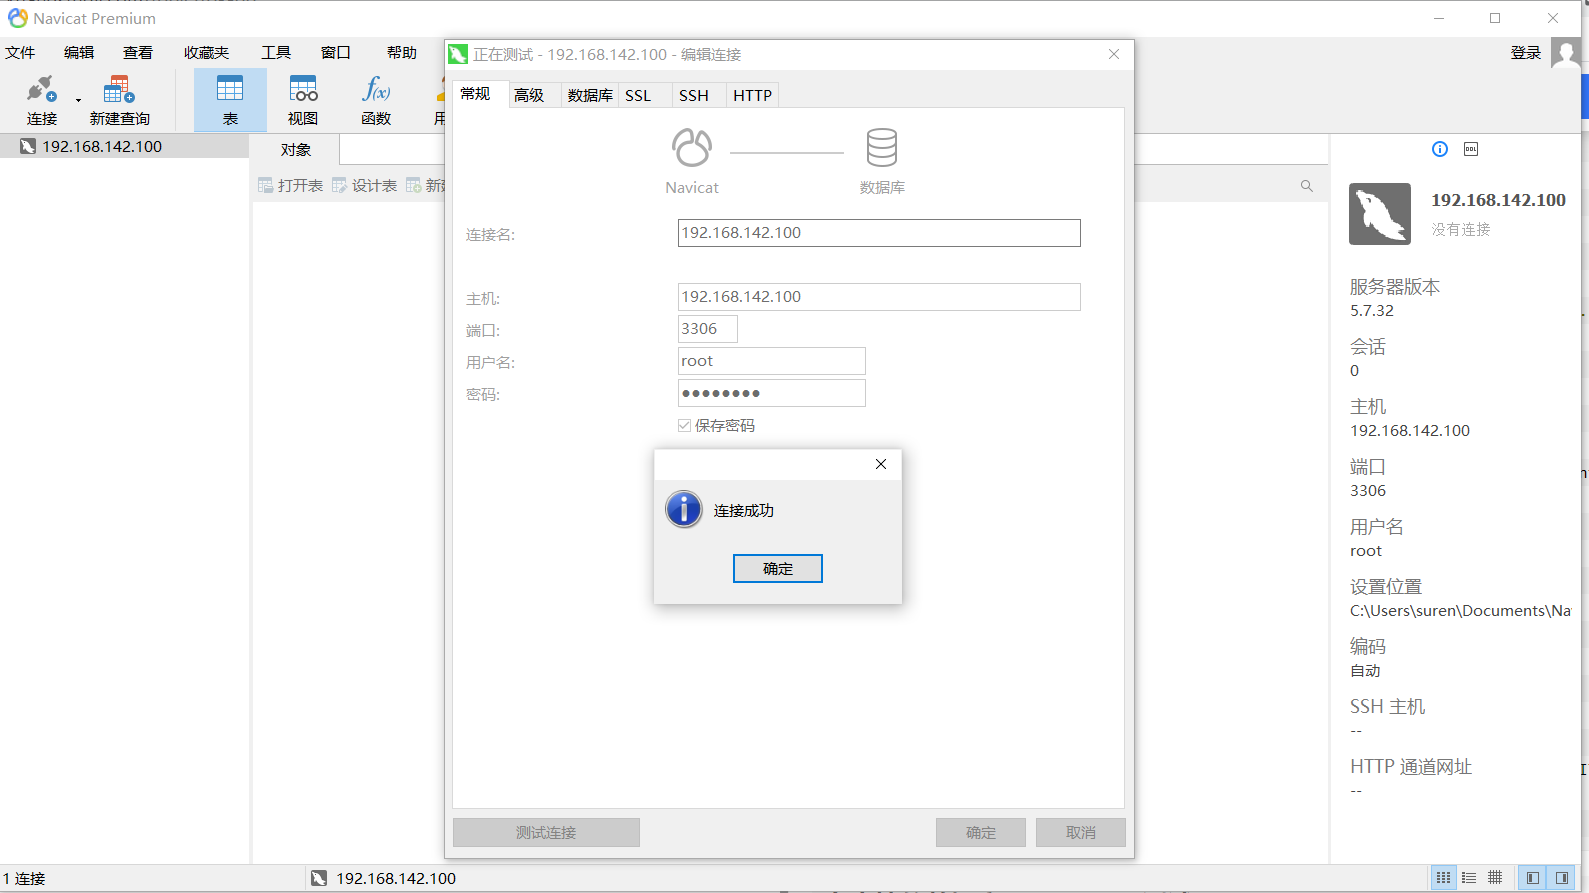 Navicat Premium
文件 编辑 查看 收藏夹 工具 窗口 帮助
登录
连接 新建查询 表 视图 函数
192.168.142.100
对象
打开表 设计表
正在测试 - 192.168.142.100 - 编辑连接
常规 高级 数据库 SSL SSH HTTP
Navicat 数据库
连接名: 192.168.142.100
主机: 192.168.142.100
端口: 3306
用户名: root
密码: ●●●●●●●●
保存密码
连接成功
确定
测试连接 确定 取消
DDL
192.168.142.100
没有连接
服务器版本
5.7.32
会话
0
主机
192.168.142.100
端口
3306
用户名
root
设置位置
C:\Users\suren\Documents\Na
编码
自动
SSH 主机
--
HTTP 通道网址
--
1 连接 192.168.142.100